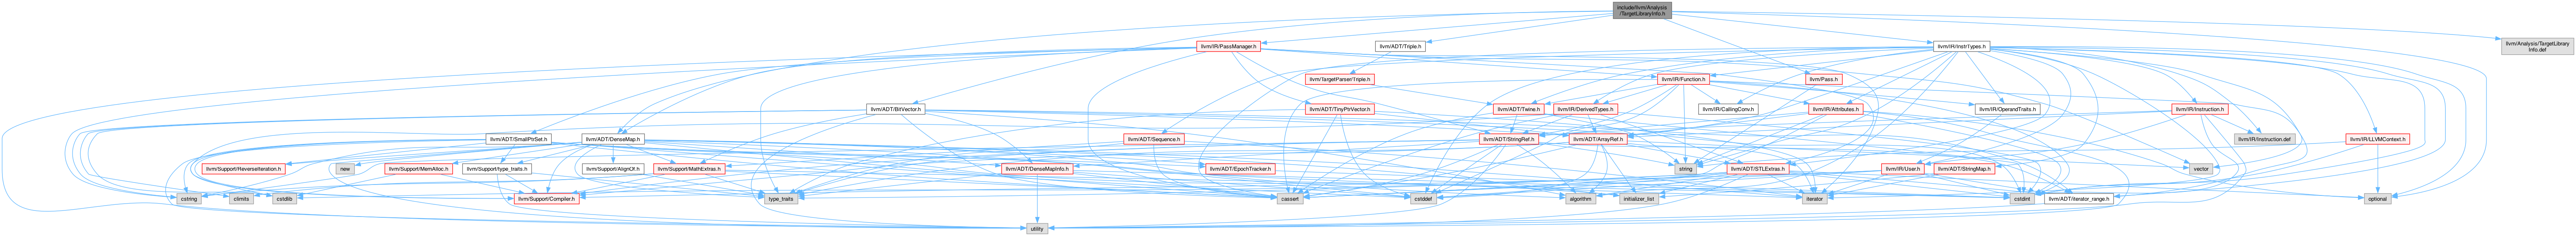 include/llvm/Analysis
/TargetLibraryInfo.h
llvm/Analysis/TargetLibrary
Info.def
llvm/IR/PassManager.h
llvm/ADT/Triple.h
llvm/IR/InstrTypes.h
llvm/TargetParser/Triple.h
llvm/IR/Function.h
llvm/Pass.h
llvm/ADT/BitVector.h
llvm/ADT/TinyPtrVector.h
llvm/ADT/Twine.h
llvm/IR/DerivedTypes.h
llvm/IR/CallingConv.h
llvm/IR/Attributes.h
llvm/IR/OperandTraits.h
llvm/IR/Instruction.h
llvm/ADT/SmallPtrSet.h
llvm/ADT/DenseMap.h
llvm/ADT/Sequence.h
llvm/ADT/StringRef.h
llvm/ADT/ArrayRef.h
llvm/IR/Instruction.def
llvm/IR/LLVMContext.h
llvm/Support/ReverseIteration.h
new
llvm/Support/MemAlloc.h
llvm/Support/type_traits.h
llvm/Support/AlignOf.h
llvm/Support/MathExtras.h
llvm/ADT/DenseMapInfo.h
llvm/ADT/EpochTracker.h
string
llvm/ADT/STLExtras.h
llvm/IR/User.h
llvm/ADT/StringMap.h
vector
cstring
climits
cstdlib
llvm/Support/Compiler.h
type_traits
cassert
cstddef
algorithm
initializer_list
iterator
cstdint
llvm/ADT/iterator_range.h
optional
utility